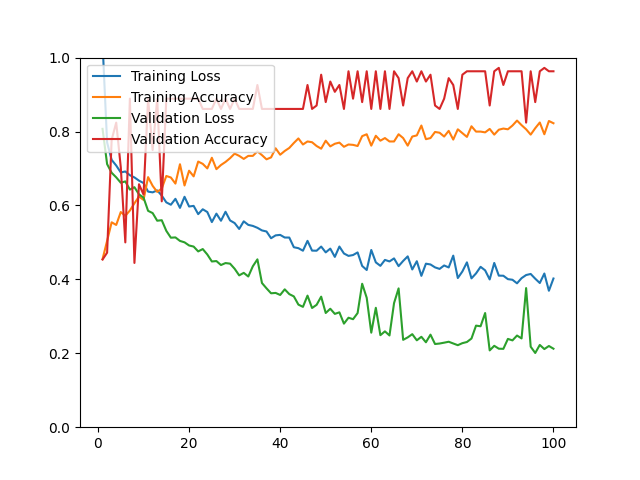 1.0
0.8
0.6
0.4
0.2
0.0
Training Loss
Training Accuracy
Validation Loss
Validation Accuracy
0 20 40 60 80 100